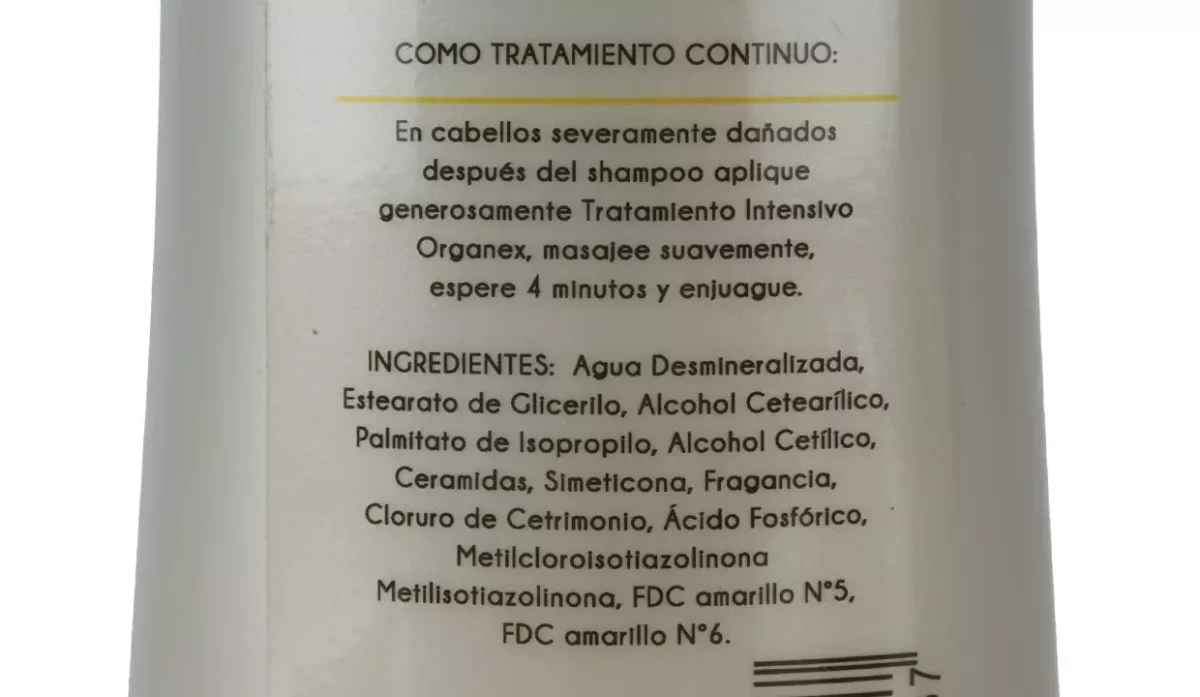 COMO TRATAMIENTO CONTINUO:
En cabellos severamente dañados
después del shampoo aplique
generosamente Tratamiento Intensivo
Organex, masajee suavemente,
espere 4 minutos y enjuague.
INGREDIENTES: Agua Desmineralizada,
Estearato de Glicerilo, Alcohol Cetearílico,
Palmitato de Isopropilo, Alcohol Cetílico,
Ceramidas, Simeticona, Fragancia,
Cloruro de Cetrimonio, Ácido Fosfórico,
Metilcloroisotiazolinona
Metilisotiazolinona, FDC amarillo N°5,
FDC amarillo N°6.